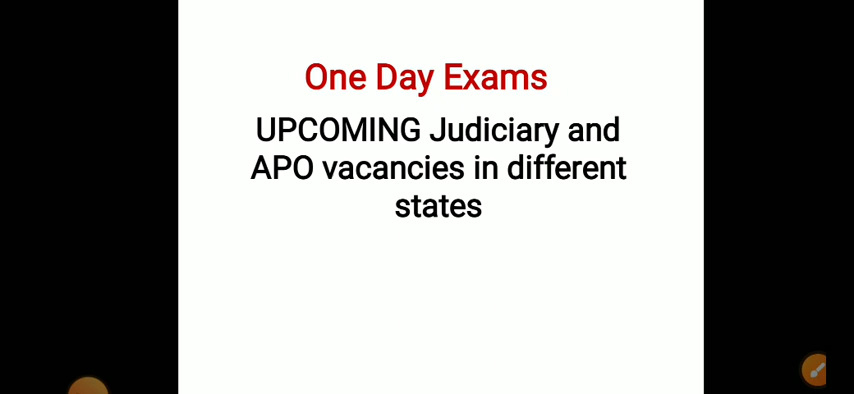 One Day Exams
UPCOMING Judiciary and
APO vacancies in different
states